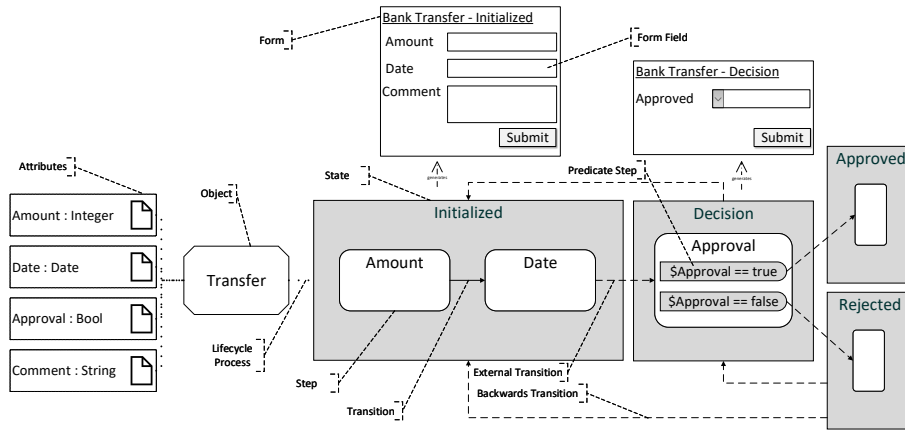 Bank Transfer - Initialized
Amount
Date
Comment
Submit
Form
Form Field
Bank Transfer - Decision
Approved
Submit
generates
generates
Attributes
Object
State
Predicate Step
Amount : Integer
Date : Date
Approval : Bool
Comment : String
Transfer
Initialized
Amount
Date
Decision
Approval
$Approval == true
$Approval == false
Approved
Rejected
Lifecycle
Process
Step
Transition
External Transition
Backwards Transition